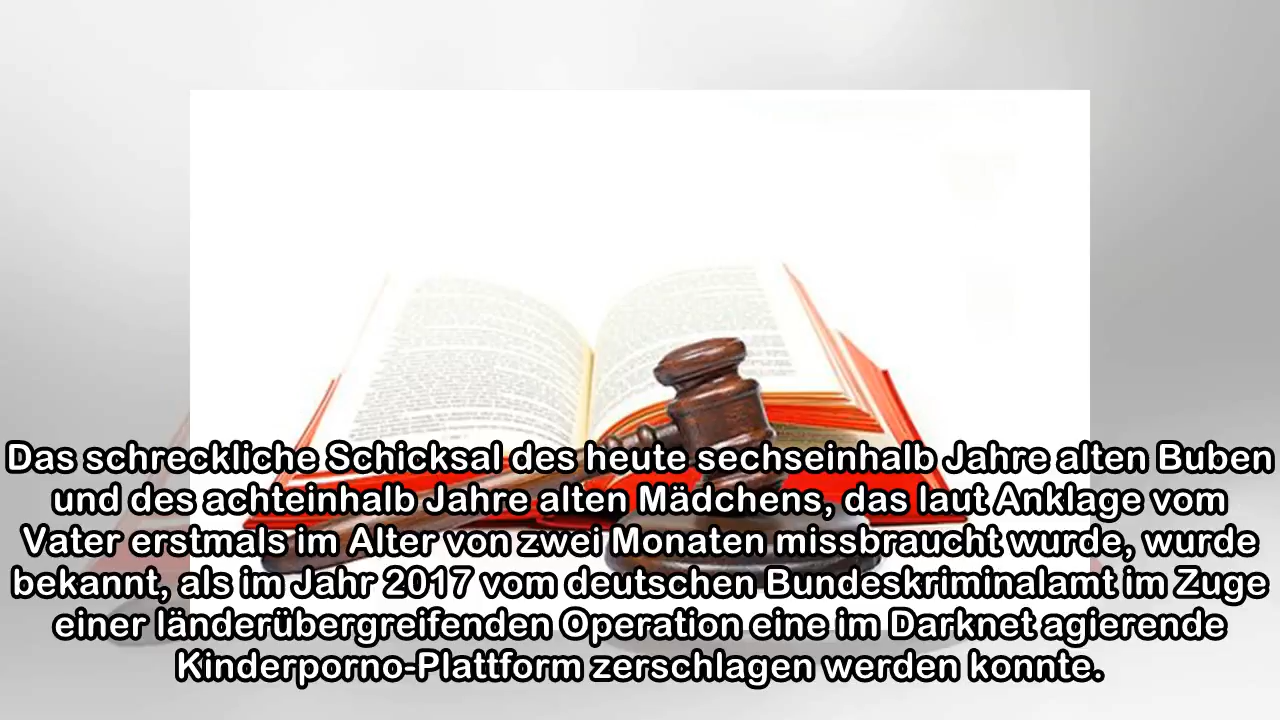 Das schreckliche Schicksal des heute sechseinhalb Jahre alten Buben
und des achteinhalb Jahre alten Mädchens, das laut Anklage vom
Vater erstmals im Alter von zwei Monaten missbraucht wurde, wurde
bekannt, als im Jahr 2017 vom deutschen Bundeskriminalamt im Zuge
einer länderübergreifenden Operation eine im Darknet agierende
Kinderporno-Plattform zerschlagen werden konnte.